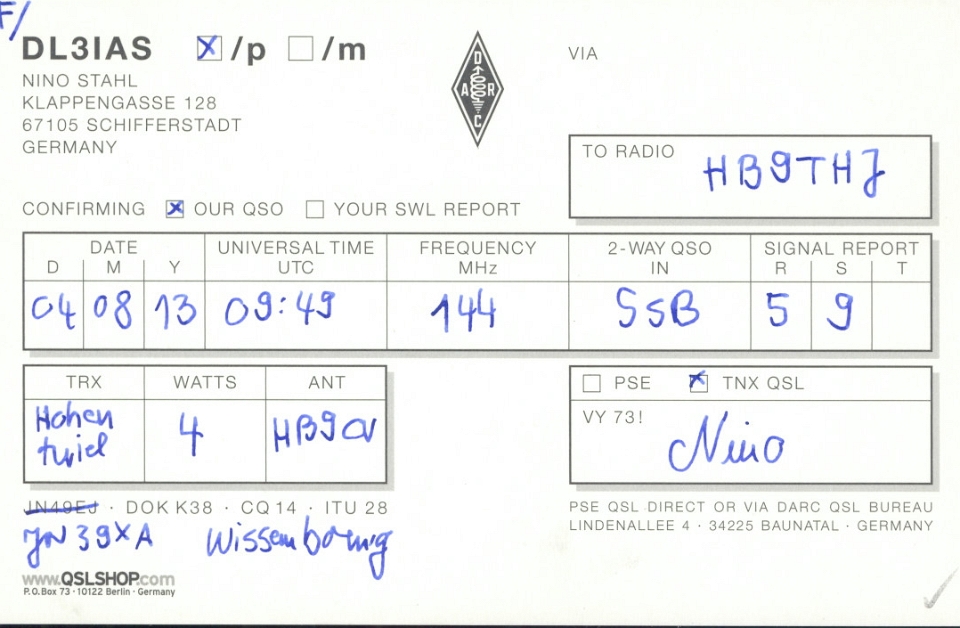 F/
DL3IAS ☒/p ☐/m
NINO STAHL
KLAPPENGASSE 128
67105 SCHIFFERSTADT
GERMANY
D
A R
C
VIA
TO RADIO HB9THJ
CONFIRMING ☒ OUR QSO ☐ YOUR SWL REPORT
DATE UNIVERSAL TIME FREQUENCY 2-WAY QSO SIGNAL REPORT
D M Y UTC MHz IN R S T
04 08 13 09:49 144 SSB 5 9
TRX WATTS ANT
Hohen
twiel 4 HB9CV
☐ PSE ☒ TNX QSL
VY 73!
Nino
JN49EJ · DOK K38 · CQ 14 · ITU 28
JN39XA Wissembourg
PSE QSL DIRECT OR VIA DARC QSL BUREAU
LINDENALLEE 4 · 34225 BAUNATAL · GERMANY
www.QSLSHOP.com
P.O.Box 73 · 10122 Berlin · Germany